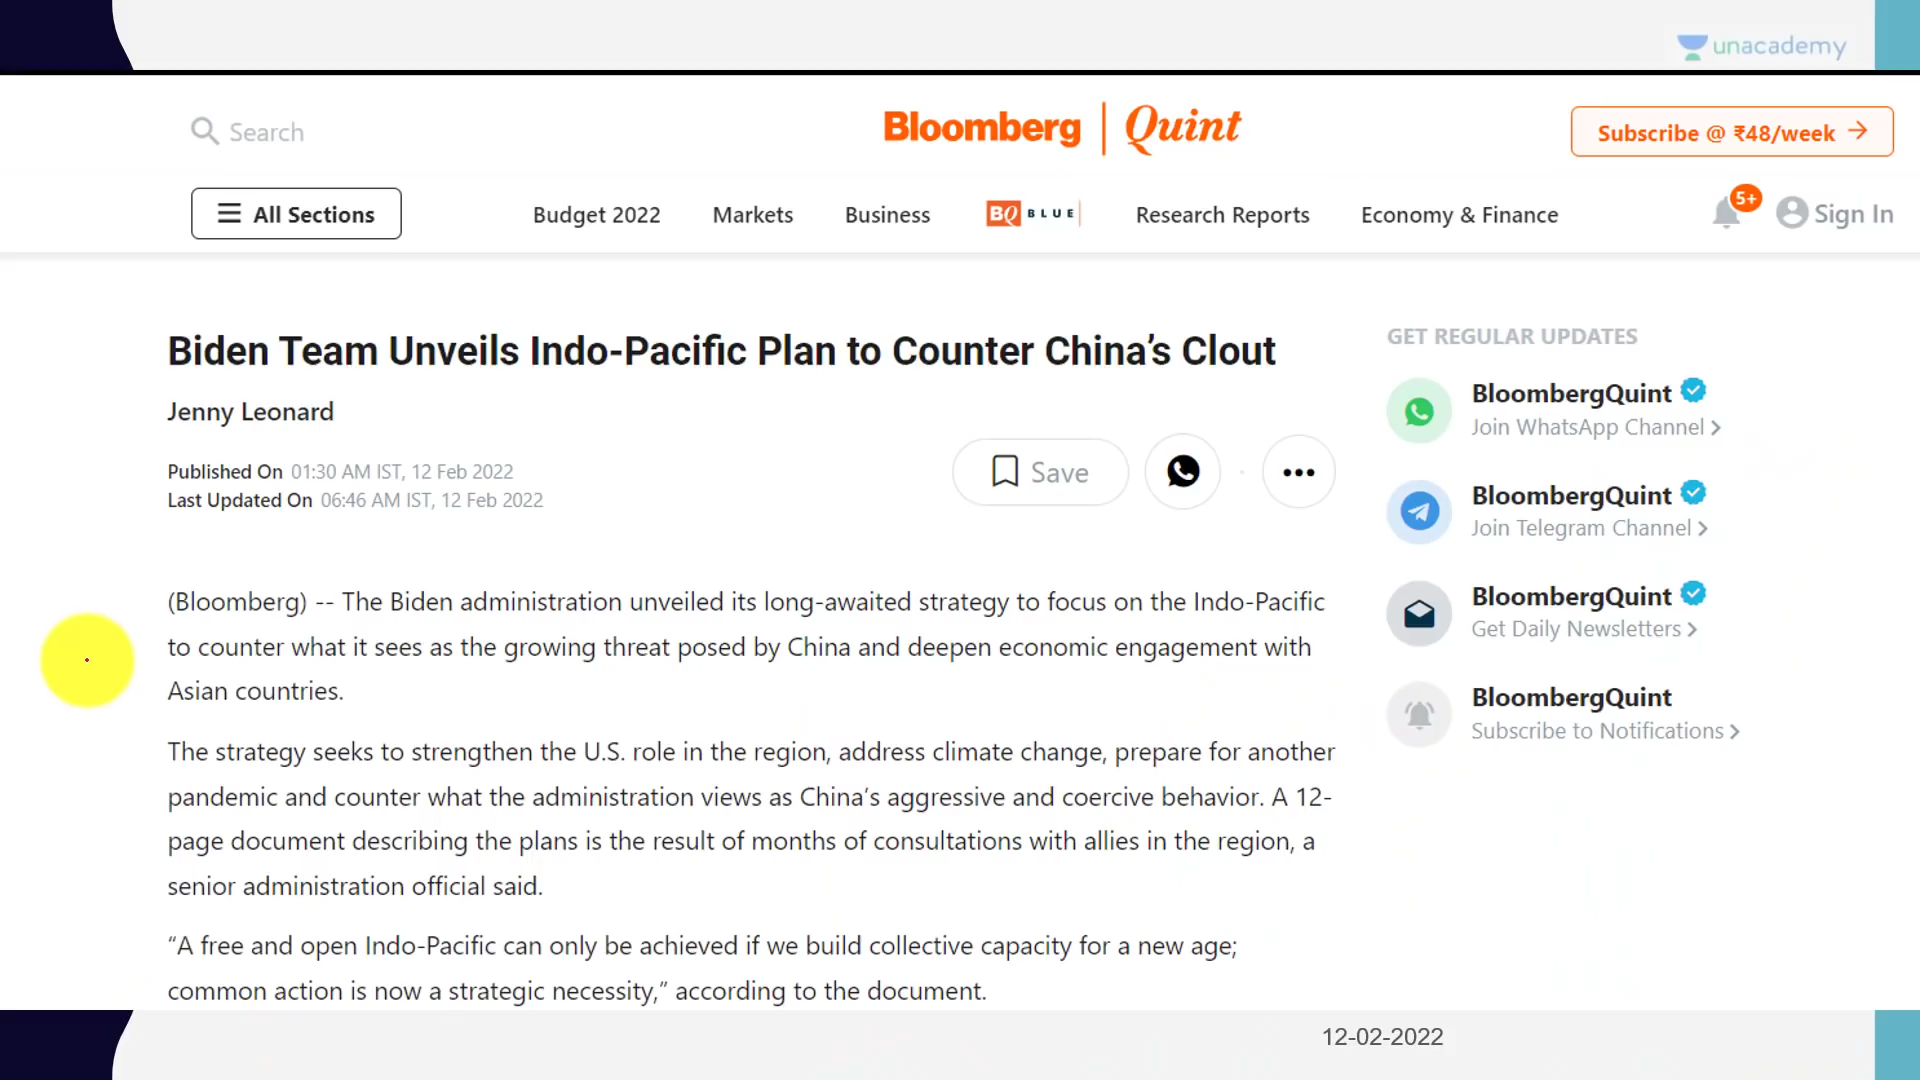 unacademy
Search
Bloomberg | Quint
Subscribe @ ₹48/week
All Sections
Budget 2022
Markets
Business
BQ BLUE
Research Reports
Economy & Finance
5+
Sign In
Biden Team Unveils Indo-Pacific Plan to Counter China’s Clout
Jenny Leonard
Published On 01:30 AM IST, 12 Feb 2022
Last Updated On 06:46 AM IST, 12 Feb 2022
Save
(Bloomberg) -- The Biden administration unveiled its long-awaited strategy to focus on the Indo-Pacific
to counter what it sees as the growing threat posed by China and deepen economic engagement with
Asian countries.
The strategy seeks to strengthen the U.S. role in the region, address climate change, prepare for another
pandemic and counter what the administration views as China’s aggressive and coercive behavior. A 12-
page document describing the plans is the result of months of consultations with allies in the region, a
senior administration official said.
“A free and open Indo-Pacific can only be achieved if we build collective capacity for a new age;
common action is now a strategic necessity,” according to the document.
GET REGULAR UPDATES
BloombergQuint
Join WhatsApp Channel
BloombergQuint
Join Telegram Channel
BloombergQuint
Get Daily Newsletters
BloombergQuint
Subscribe to Notifications
12-02-2022